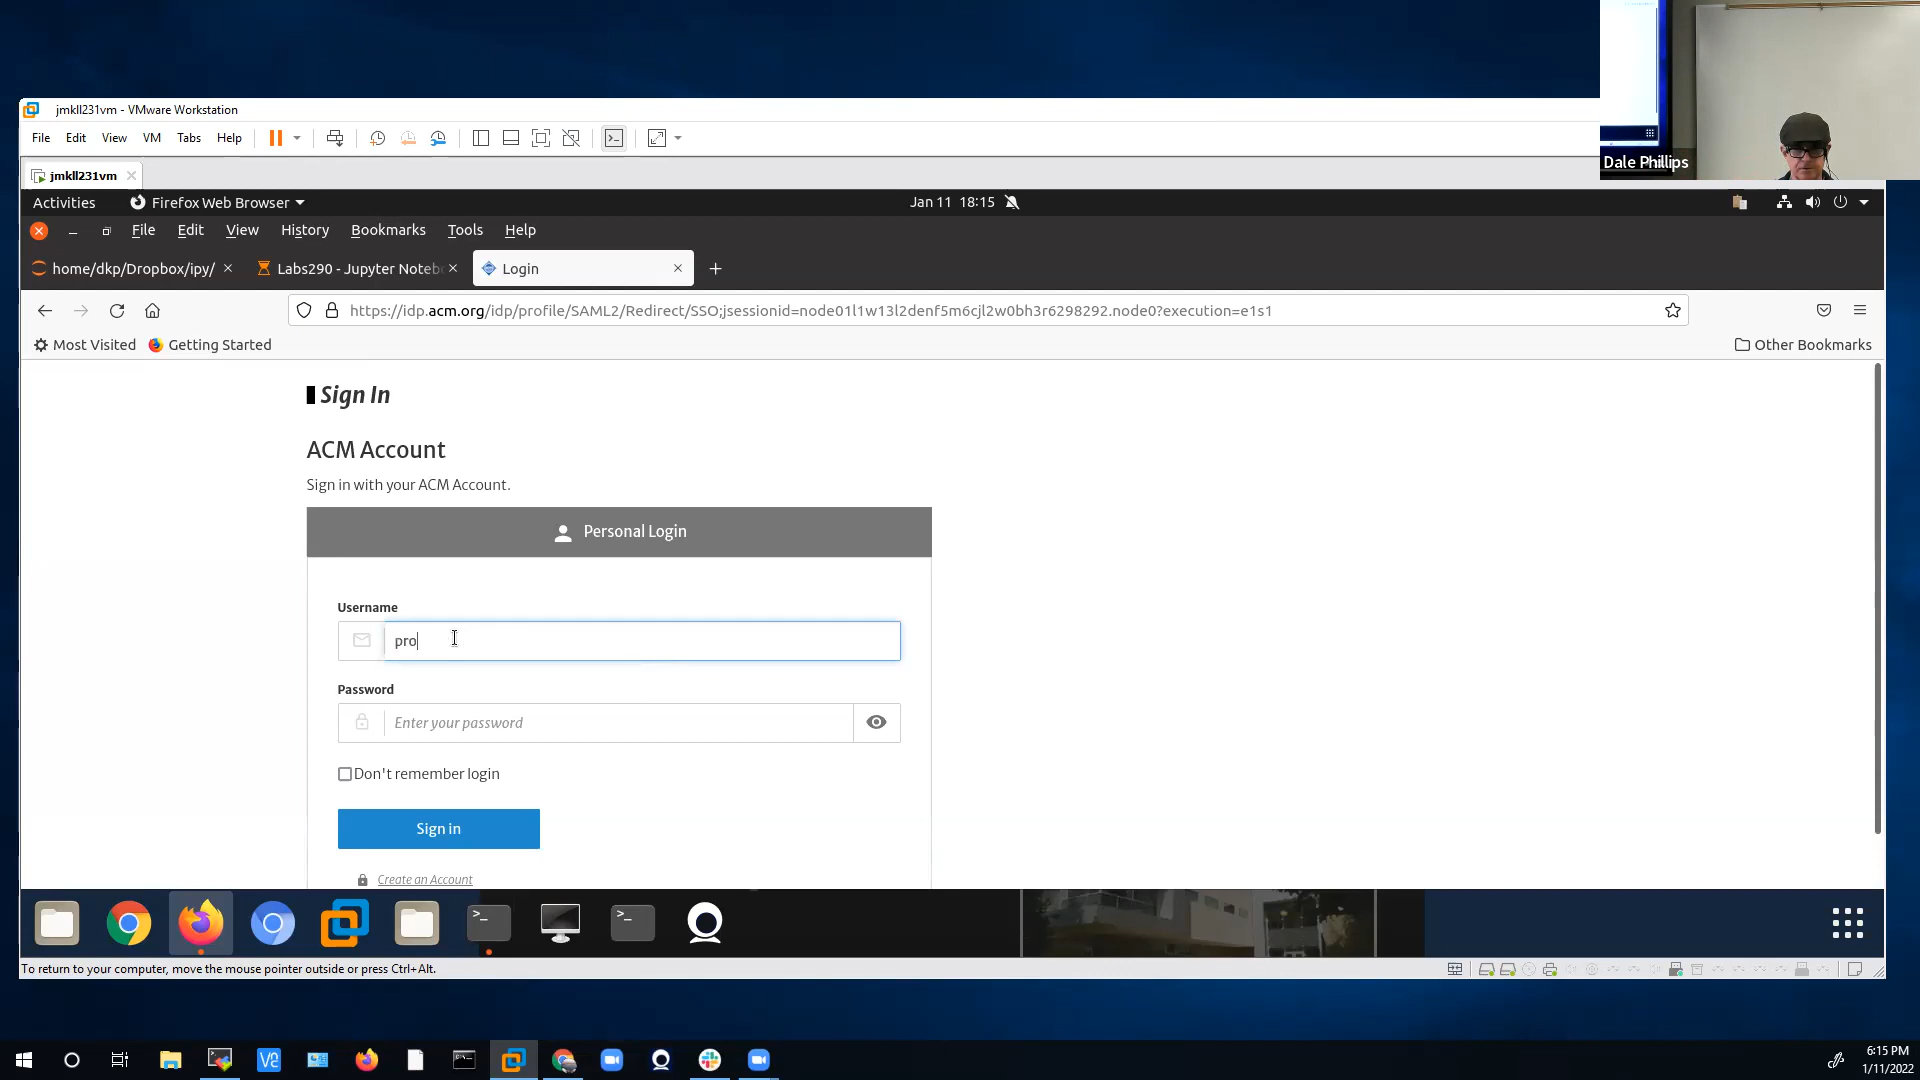 jmkll231vm - VMware Workstation
File Edit View VM Tabs Help
jmkll231vm
Dale Phillips
Activities Firefox Web Browser Jan 11 18:15
File Edit View History Bookmarks Tools Help
home/dkp/Dropbox/ipy/ Labs290 - Jupyter Noteb Login
https://idp.acm.org/idp/profile/SAML2/Redirect/SSO;jsessionid=node01l1w13l2denf5m6cjl2w0bh3r6298292.node0?execution=e1s1
Most Visited Getting Started Other Bookmarks
Sign In
ACM Account
Sign in with your ACM Account.
Personal Login
Username
pro
Password
Enter your password
Don't remember login
Sign in
Create an Account
To return to your computer, move the mouse pointer outside or press Ctrl+Alt.
6:15 PM
1/11/2022